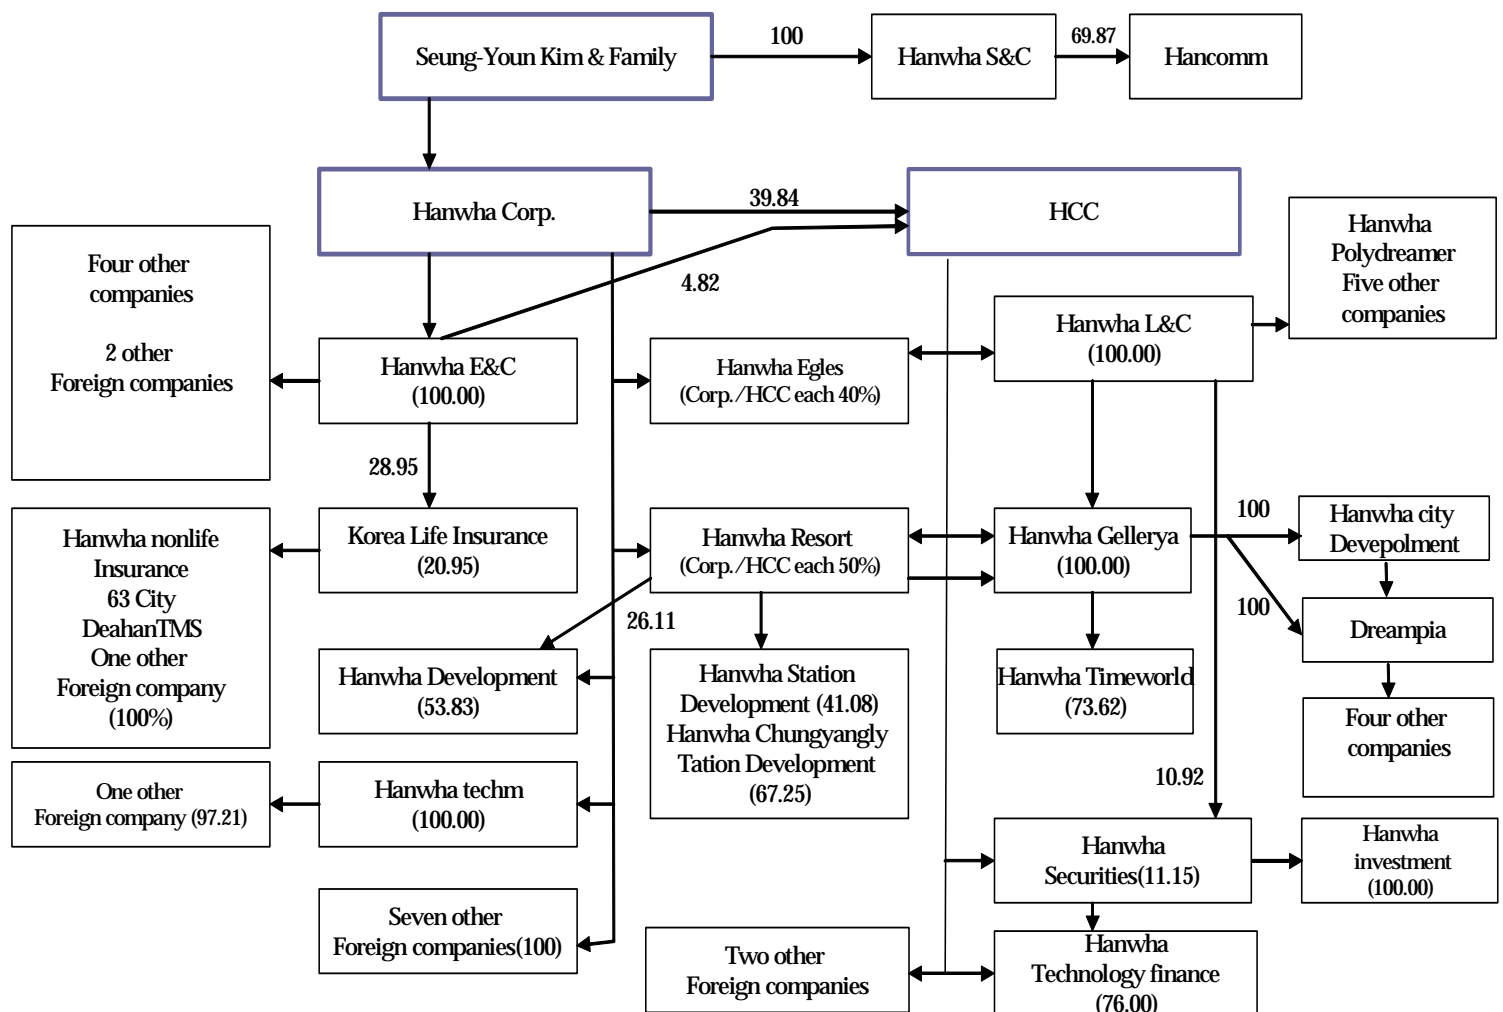 Seung-Youn Kim & Family
100
Hanwha S&C
69.87
Hancomm
Hanwha Corp.
39.84
HCC
Hanwha
Polydreamer
Five other
companies
Four other
companies
2 other
Foreign companies
4.82
Hanwha E&C
(100.00)
Hanwha Egles
(Corp./HCC each 40%)
Hanwha L&C
(100.00)
28.95
Hanwha nonlife
Insurance
63 City
DeahanTMS
One other
Foreign company
(100%)
Korea Life Insurance
(20.95)
Hanwha Resort
(Corp./HCC each 50%)
Hanwha Gellerya
(100.00)
100
Hanwha city
Devepolment
26.11
100
Dreampia
Hanwha Development
(53.83)
Hanwha Station
Development (41.08)
Hanwha Chungyangly
Tation Development
(67.25)
Hanwha Timeworld
(73.62)
Four other
companies
10.92
One other
Foreign company (97.21)
Hanwha techm
(100.00)
Hanwha
Securities(11.15)
Hanwha
investment
(100.00)
Seven other
Foreign companies(100)
Two other
Foreign companies
Hanwha
Technology finance
(76.00)